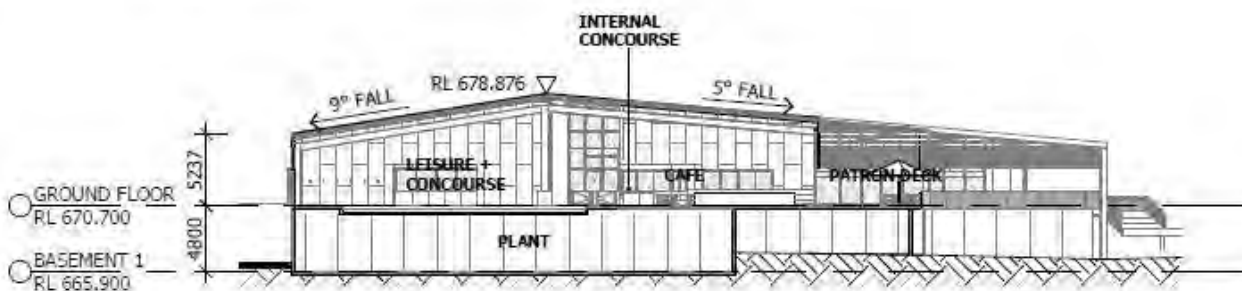 INTERNAL
CONCOURSE
RL 678.876
9° FALL
5° FALL
5237
LEISURE +
CONCOURSE
CAFE
PATRON DECK
GROUND FLOOR
RL 670.700
4800
PLANT
BASEMENT 1
RL 665.900